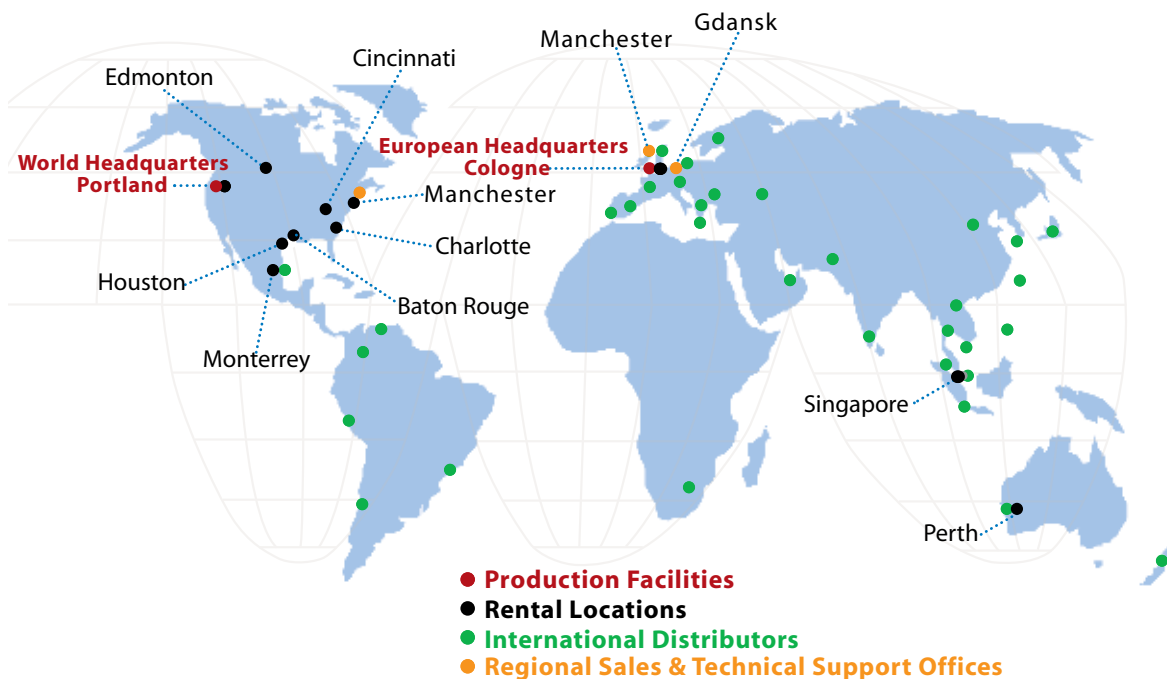 Gdansk
Manchester
Cincinnati
Edmonton
European Headquarters
Cologne
World Headquarters
Portland
Manchester
Charlotte
Houston
Baton Rouge
Monterrey
Singapore
Perth
Production Facilities
Rental Locations
International Distributors
Regional Sales & Technical Support Offices